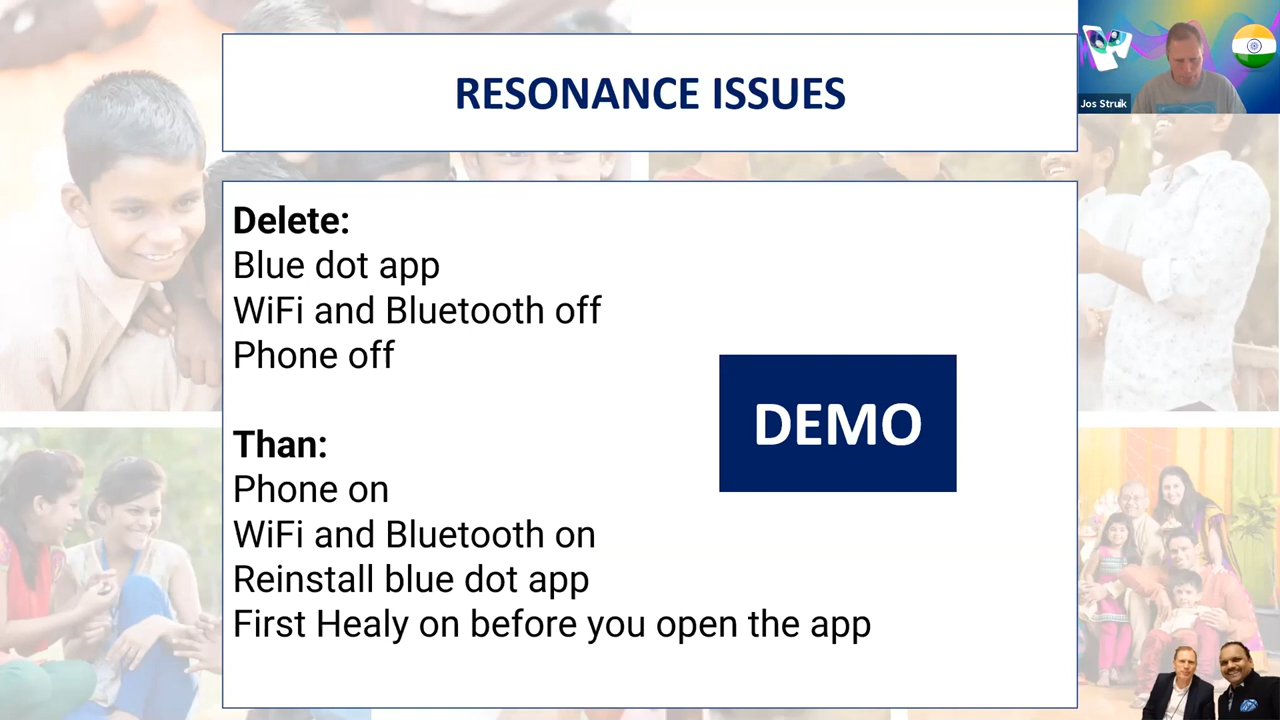 RESONANCE ISSUES
Jos Struik
Delete:
Blue dot app
WiFi and Bluetooth off
Phone off
DEMO
Than:
Phone on
WiFi and Bluetooth on
Reinstall blue dot app
First Healy on before you open the app